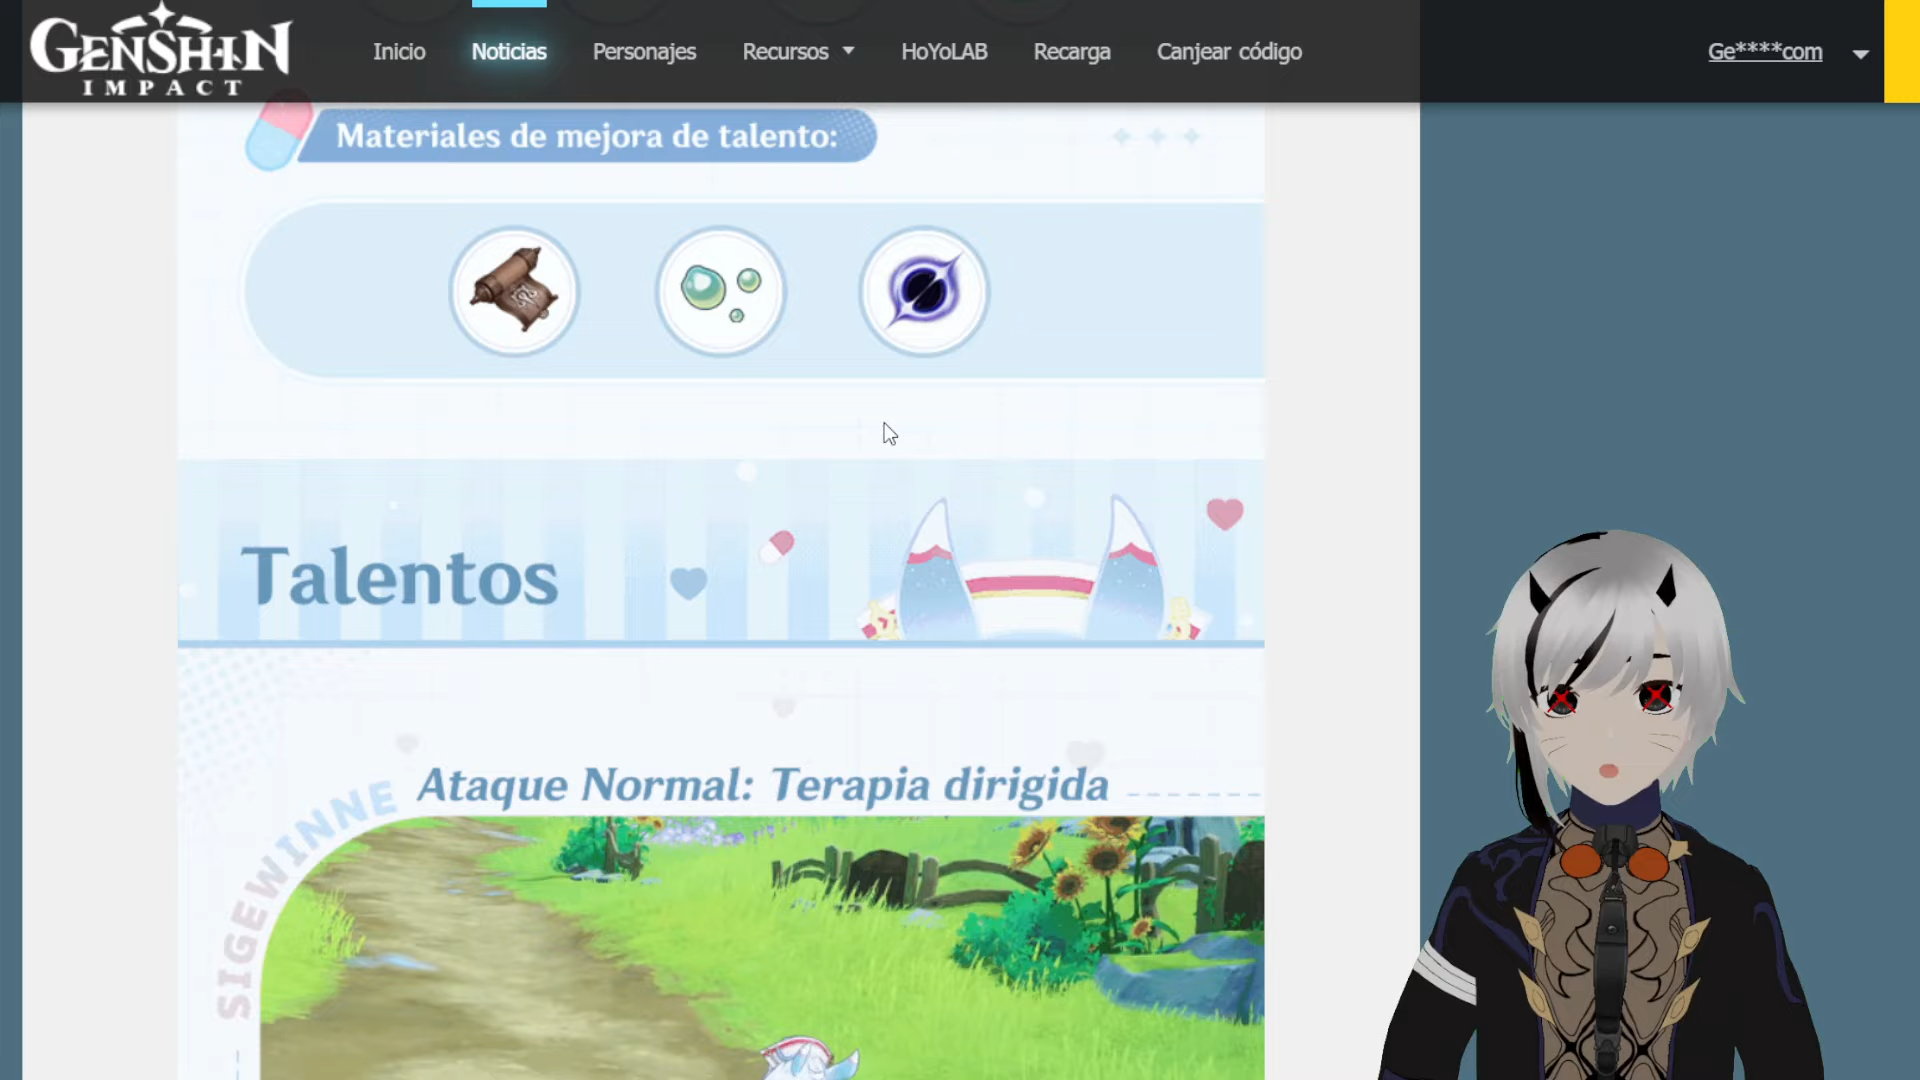 GENSHIN
IMPACT
Inicio
Noticias
Personajes
Recursos
HoYoLAB
Recarga
Canjear código
Ge****com
Materiales de mejora de talento:
Talentos
Ataque Normal: Terapia dirigida
SIGEWINNE